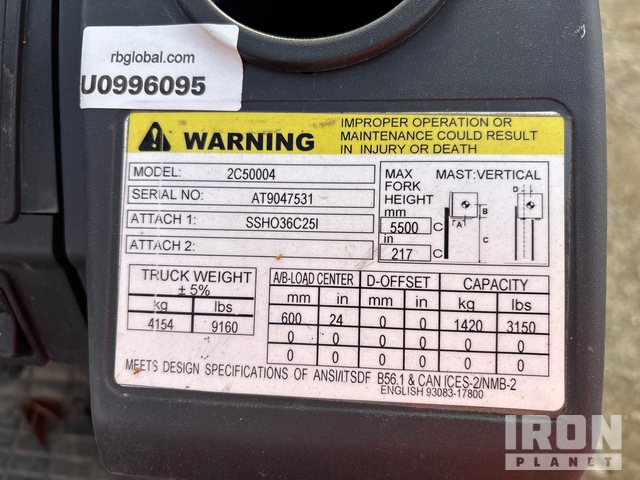 rbglobal.com
U0996095
WARNING
IMPROPER OPERATION OR
MAINTENANCE COULD RESULT
IN INJURY OR DEATH
MODEL: 2C50004
SERIAL NO: AT9047531
ATTACH 1: SSHO36C25I
ATTACH 2:
MAX
FORK
HEIGHT
mm
5500 C
in
217 C
MAST:VERTICAL
D
B
A
C
TRUCK WEIGHT
± 5%
kg lbs
4154 9160
A/B-LOAD CENTER D-OFFSET CAPACITY
mm in mm in kg lbs
600 24 0 0 1420 3150
0 0 0 0 0 0
0 0 0 0 0 0
MEETS DESIGN SPECIFICATIONS OF ANSI/ITSDF B56.1 & CAN ICES-2/NMB-2
ENGLISH 93083-17800
IRON
PLANET